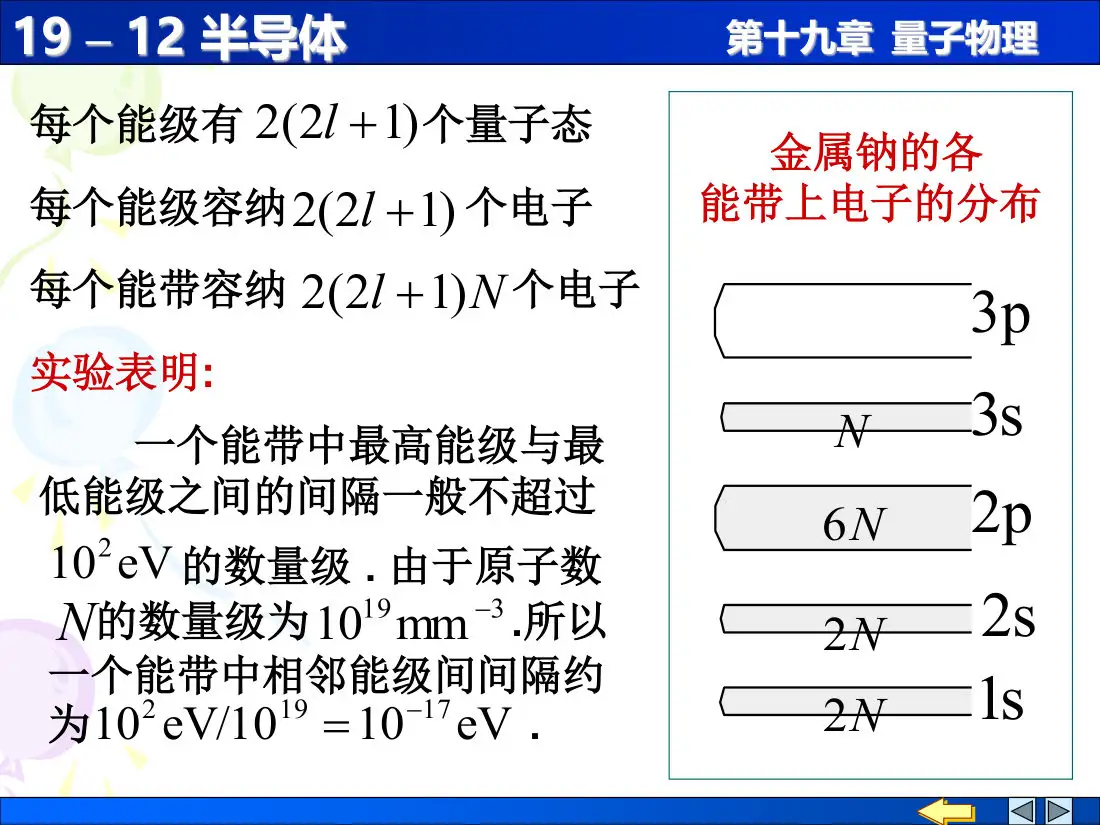 19 – 12 半导体
第十九章 量子物理
每个能级有 2(2l + 1) 个量子态
每个能级容纳 2(2l + 1) 个电子
每个能带容纳 2(2l + 1)N 个电子
实验表明:
一个能带中最高能级与最
低能级之间的间隔一般不超过
10² eV 的数量级 . 由于原子数
N的数量级为 10¹⁹ mm⁻³ .所以
一个能带中相邻能级间间隔约
为10² eV/10¹⁹ = 10⁻¹⁷ eV .
金属钠的各
能带上电子的分布
3p
N 3s
6N 2p
2N 2s
2N 1s